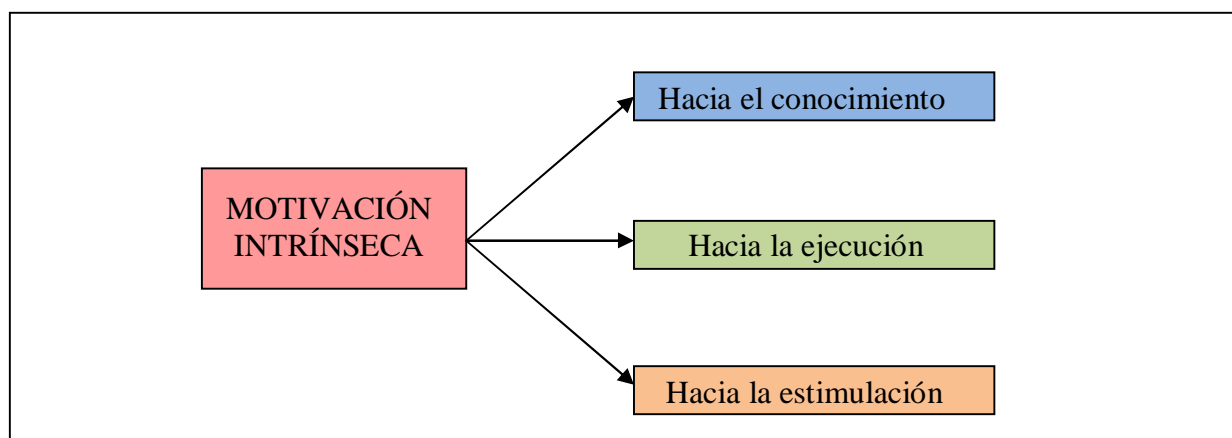 Hacia el conocimiento
MOTIVACIÓN
INTRÍNSECA
Hacia la ejecución
Hacia la estimulación